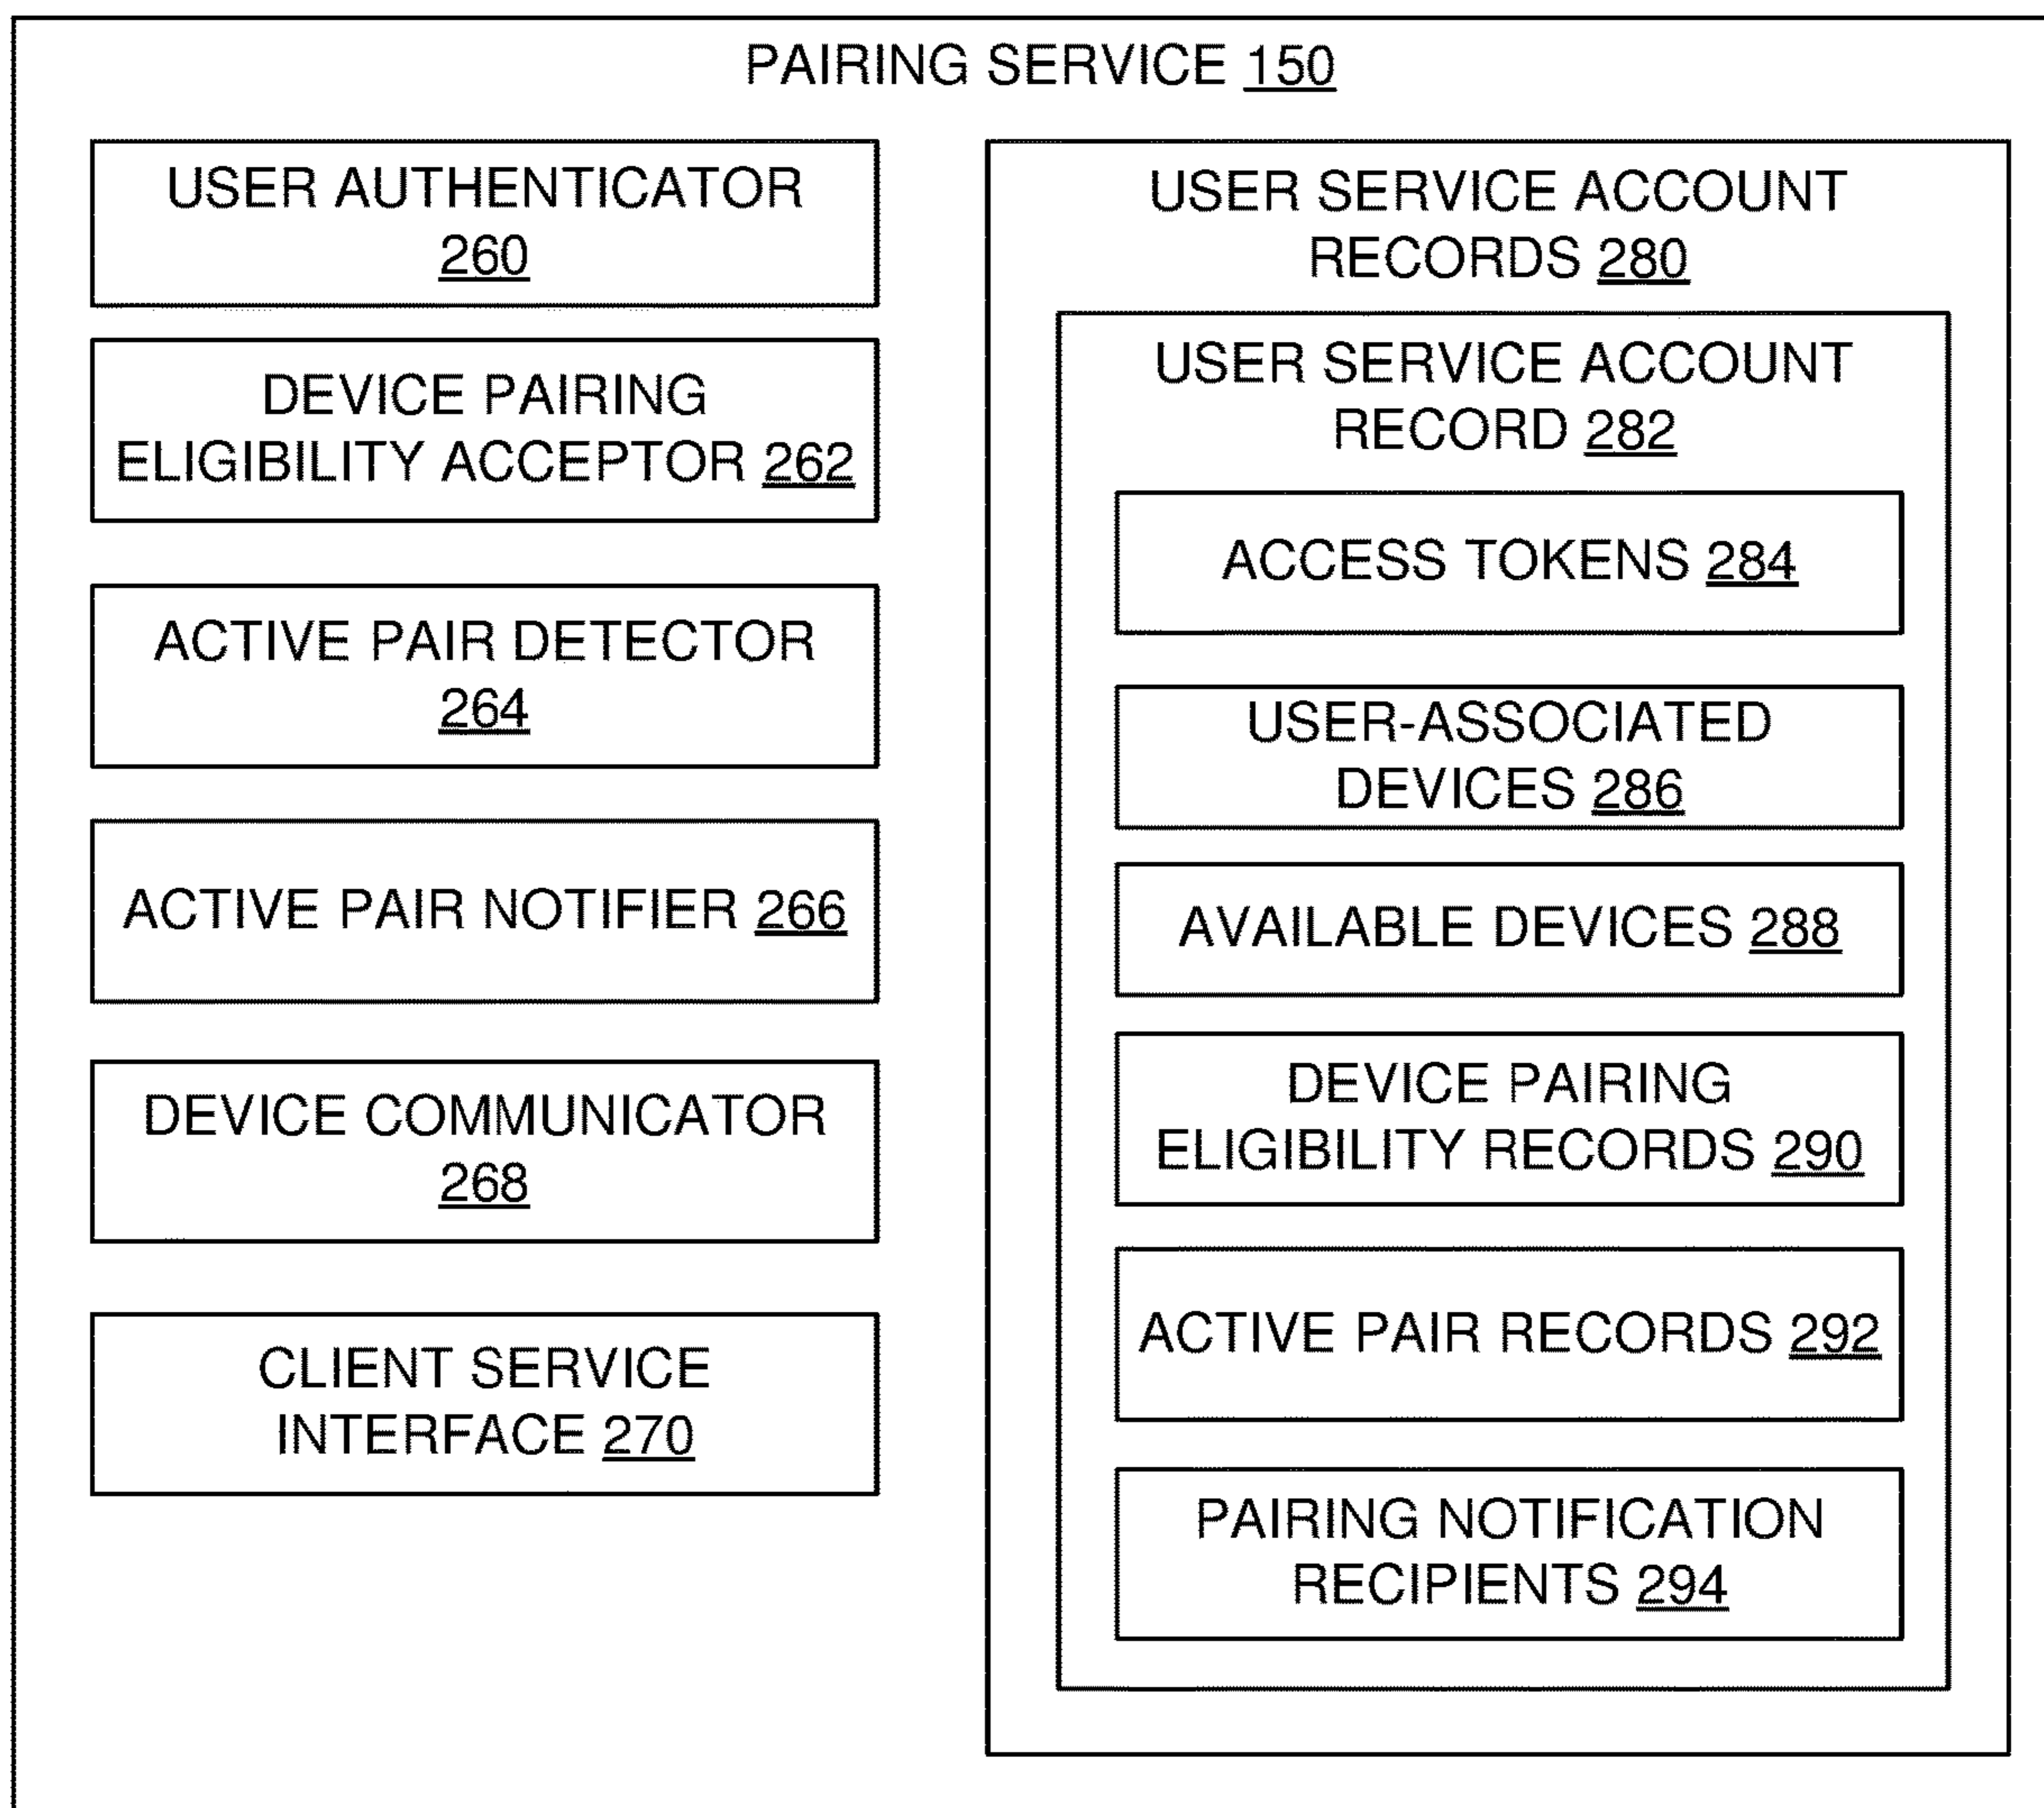 PAIRING SERVICE 150
USER AUTHENTICATOR
260
DEVICE PAIRING
ELIGIBILITY ACCEPTOR 262
ACTIVE PAIR DETECTOR
264
ACTIVE PAIR NOTIFIER 266
DEVICE COMMUNICATOR
268
CLIENT SERVICE
INTERFACE 270
USER SERVICE ACCOUNT
RECORDS 280
USER SERVICE ACCOUNT
RECORD 282
ACCESS TOKENS 284
USER-ASSOCIATED
DEVICES 286
AVAILABLE DEVICES 288
DEVICE PAIRING
ELIGIBILITY RECORDS 290
ACTIVE PAIR RECORDS 292
PAIRING NOTIFICATION
RECIPIENTS 294